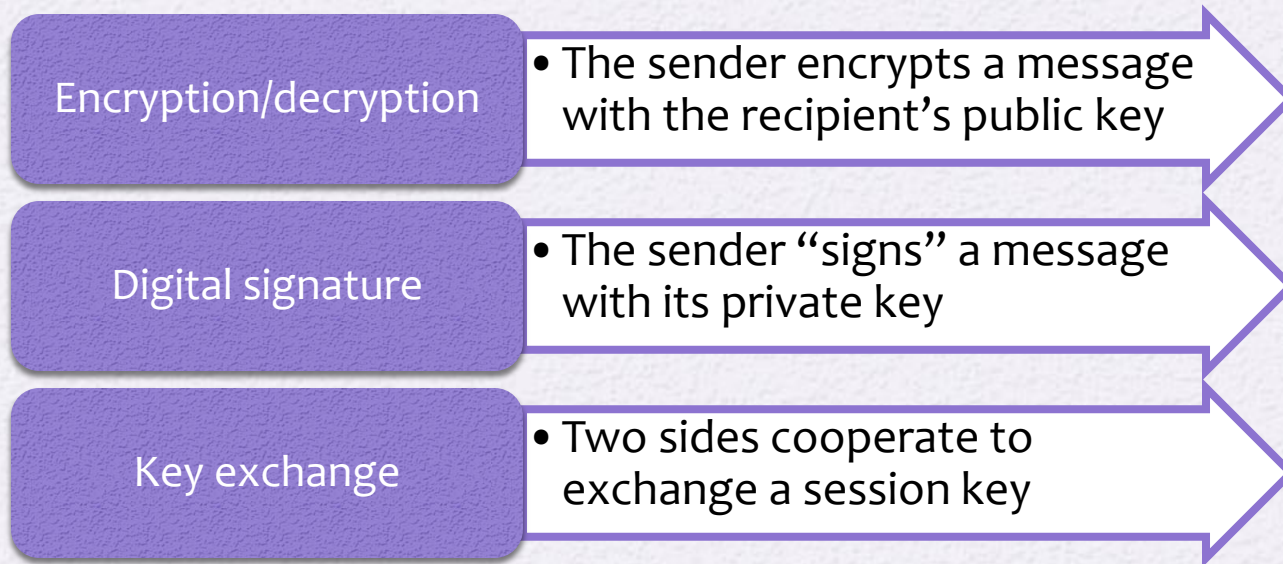 Encryption/decryption
• The sender encrypts a message
with the recipient’s public key
Digital signature
• The sender “signs” a message
with its private key
Key exchange
• Two sides cooperate to
exchange a session key